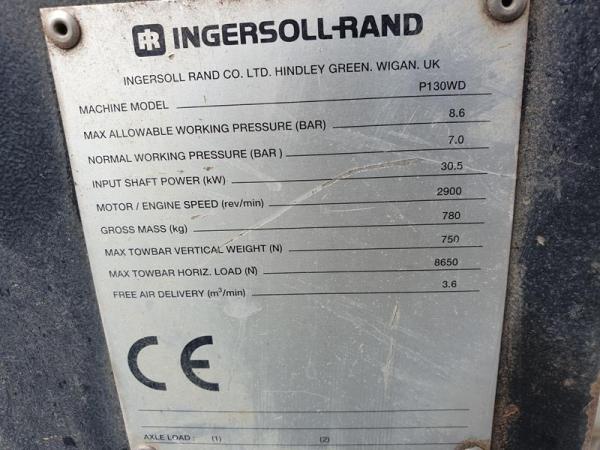 IR INGERSOLL-RAND
INGERSOLL RAND CO. LTD. HINDLEY GREEN. WIGAN. UK
MACHINE MODEL P130WD
MAX ALLOWABLE WORKING PRESSURE (BAR) 8.6
NORMAL WORKING PRESSURE (BAR ) 7.0
INPUT SHAFT POWER (kW) 30.5
MOTOR / ENGINE SPEED (rev/min) 2900
GROSS MASS (kg) 780
MAX TOWBAR VERTICAL WEIGHT (N) 750
MAX TOWBAR HORIZ. LOAD (N) 8650
FREE AIR DELIVERY (m³/min) 3.6
CE
AXLE LOAD : (1) (2)